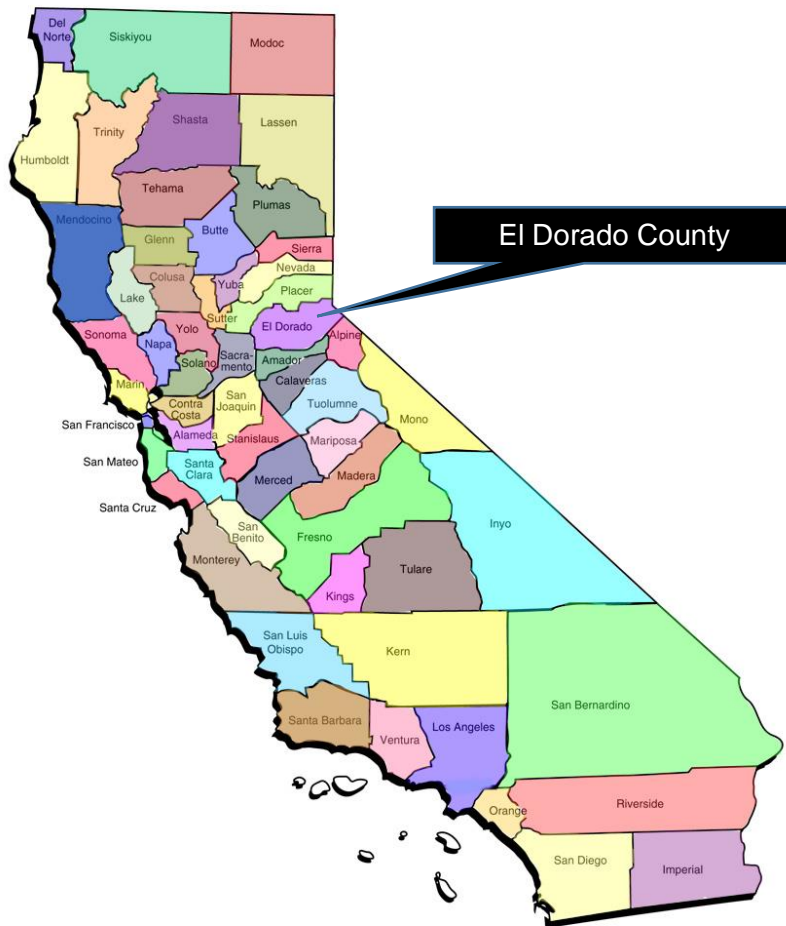 Del
Norte
Siskiyou
Modoc
Humboldt
Trinity
Shasta
Lassen
Tehama
Plumas
Mendocino
Glenn
Butte
Sierra
El Dorado County
Nevada
Colusa
Yuba
Placer
Lake
Sutter
El Dorado
Alpine
Sonoma
Napa
Yolo
Sacra-
mento
Amador
Solano
Calaveras
Marin
Contra
Costa
San
Joaquin
Tuolumne
Mono
San Francisco
Alameda
Stanislaus
Mariposa
San Mateo
Santa
Clara
Merced
Madera
Santa Cruz
San
Benito
Fresno
Inyo
Monterey
Kings
Tulare
San Luis
Obispo
Kern
San Bernardino
Santa Barbara
Ventura
Los Angeles
Orange
Riverside
San Diego
Imperial